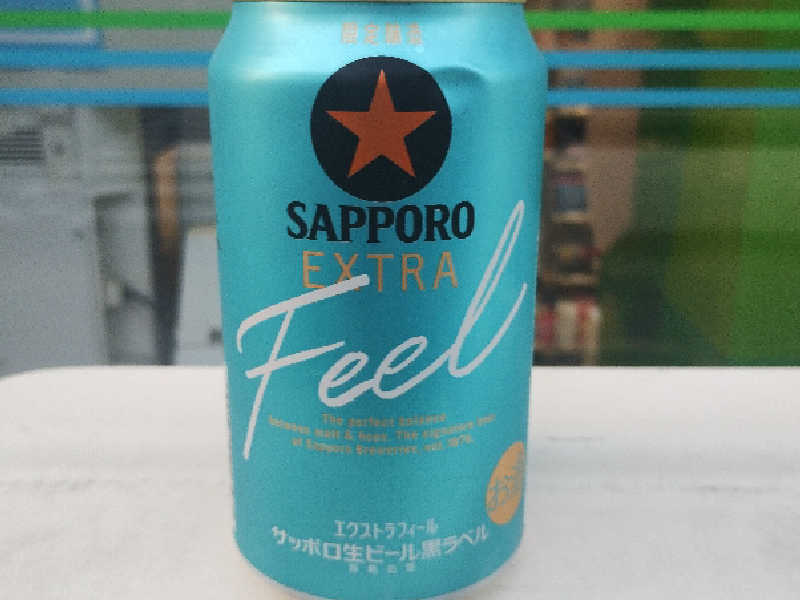 限定醸造
SAPPORO
EXTRA
Feel
The perfect balance
between malt & hops. The signature beer
of Sapporo Breweries, est. 1876.
お酒
エクストラフィール
サッポロ生ビール黒ラベル